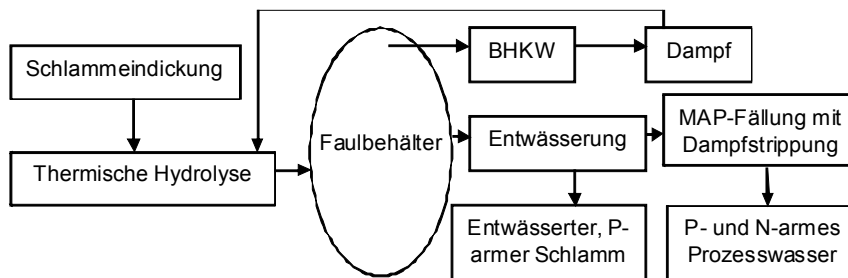 BHKW
Dampf
Schlammeindickung
Thermische Hydrolyse
Faulbehälter
Entwässerung
MAP-Fällung mit
Dampfstrippung
Entwässerter, P-
armer Schlamm
P- und N-armes
Prozesswasser